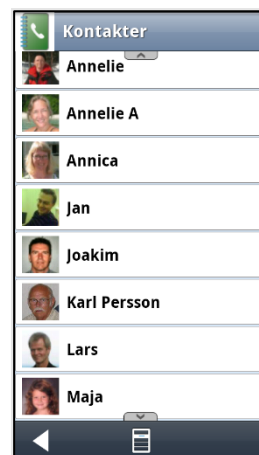 Kontakter
Annelie
Annelie A
Annica
Jan
Joakim
Karl Persson
Lars
Maja